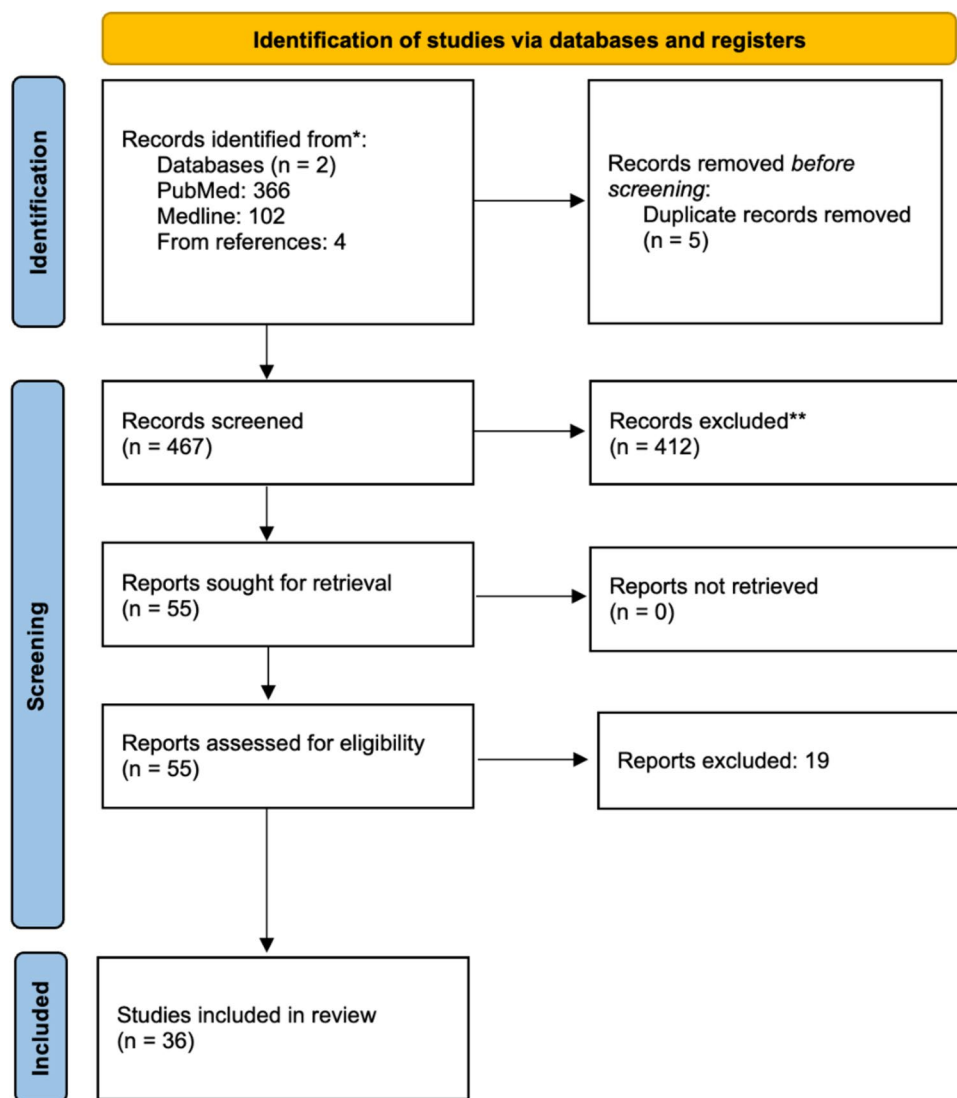 Identification of studies via databases and registers
Identification
Records identified from*:
Databases (n = 2)
PubMed: 366
Medline: 102
From references: 4
Records removed before
screening:
Duplicate records removed
(n = 5)
Screening
Records screened
(n = 467)
Records excluded**
(n = 412)
Reports sought for retrieval
(n = 55)
Reports not retrieved
(n = 0)
Reports assessed for eligibility
(n = 55)
Reports excluded: 19
Included
Studies included in review
(n = 36)